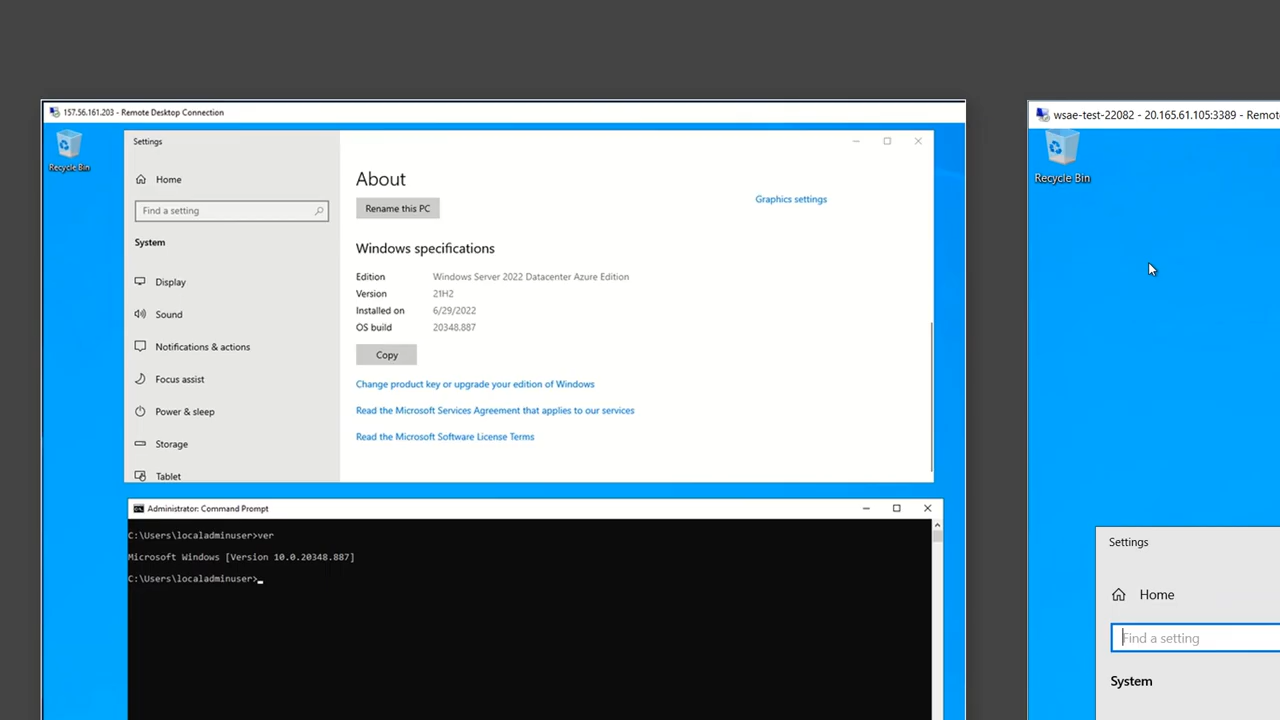 157.56.161.203 - Remote Desktop Connection
Recycle Bin
Settings
Home
Find a setting
System
Display
Sound
Notifications & actions
Focus assist
Power & sleep
Storage
Tablet
About
Rename this PC
Graphics settings
Windows specifications
Edition Windows Server 2022 Datacenter Azure Edition
Version 21H2
Installed on 6/29/2022
OS build 20348.887
Copy
Change product key or upgrade your edition of Windows
Read the Microsoft Services Agreement that applies to our services
Read the Microsoft Software License Terms
Administrator: Command Prompt
C:\Users\localadminuser>ver
Microsoft Windows [Version 10.0.20348.887]
C:\Users\localadminuser>_
wsae-test-22082 - 20.165.61.105:3389 - Remot
Recycle Bin
Settings
Home
Find a setting
System